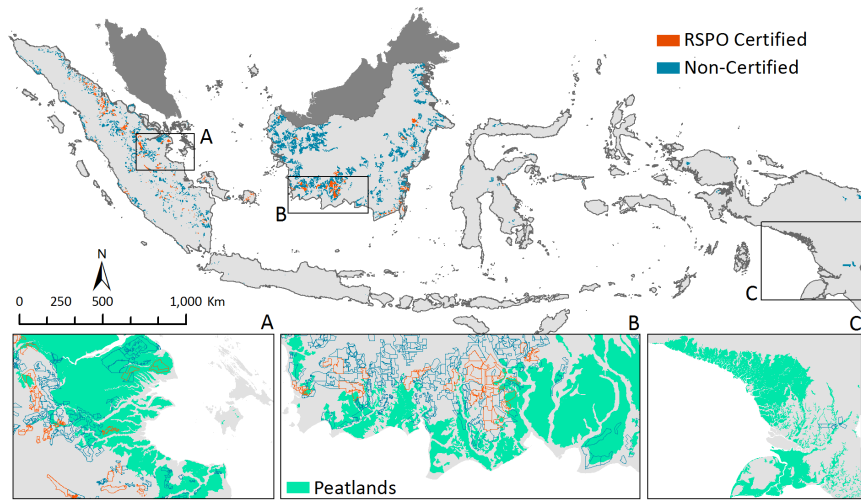 RSPO Certified
Non-Certified
A
B
C
N
0 250 500 1,000 Km
A
B
C
Peatlands